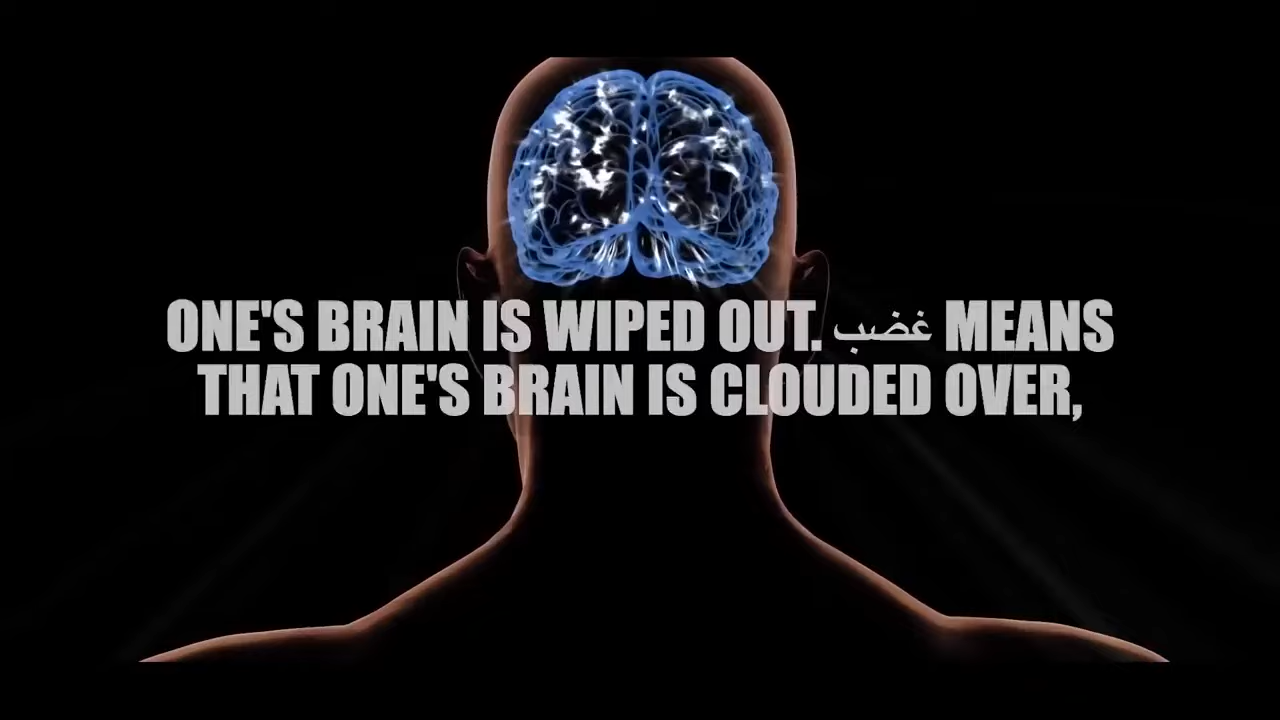 ONE'S BRAIN IS WIPED OUT. غضب MEANS
THAT ONE'S BRAIN IS CLOUDED OVER,